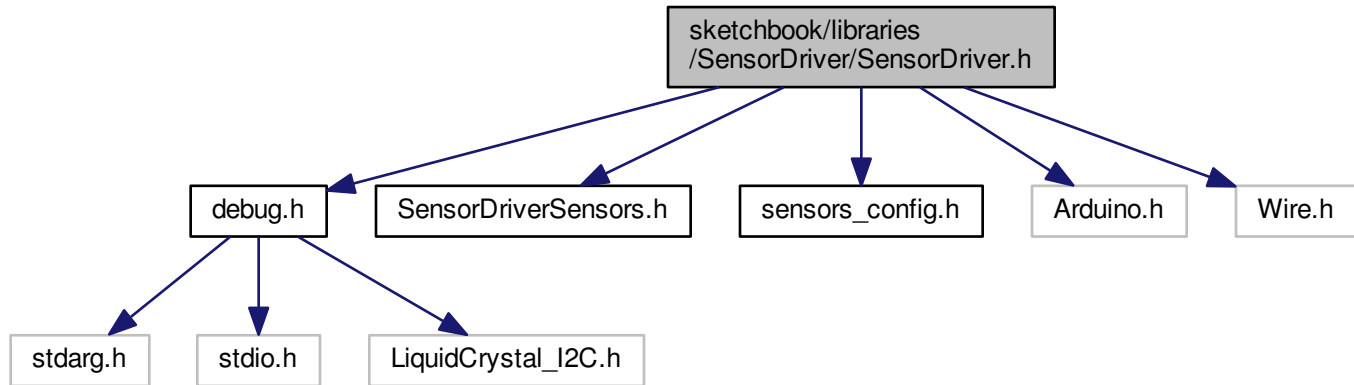 sketchbook/libraries
/SensorDriver/SensorDriver.h
debug.h
SensorDriverSensors.h
sensors_config.h
Arduino.h
Wire.h
stdarg.h
stdio.h
LiquidCrystal_I2C.h